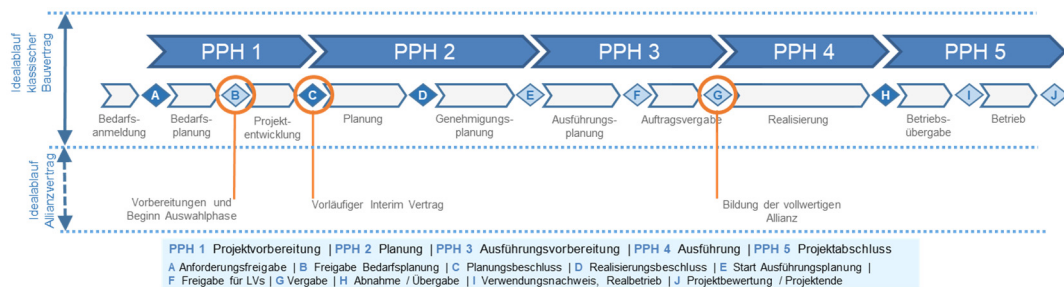 Idealablauf
klassischer
Bauvertrag
PPH 1
PPH 2
PPH 3
PPH 4
PPH 5
A
B
C
D
E
F
G
H
I
J
Bedarfs-
anmeldung
Bedarfs-
planung
Projekt-
entwicklung
Planung
Genehmigungs-
planung
Ausführungs-
planung
Auftragsvergabe
Realisierung
Betriebs-
übergabe
Betrieb
Idealablauf
Allianzvertrag
Vorbereitungen und
Beginn Auswahlphase
Vorläufiger Interim Vertrag
Bildung der vollwertigen
Allianz
PPH 1 Projektvorbereitung | PPH 2 Planung | PPH 3 Ausführungsvorbereitung | PPH 4 Ausführung | PPH 5 Projektabschluss
A Anforderungsfreigabe | B Freigabe Bedarfsplanung | C Planungsbeschluss | D Realisierungsbeschluss | E Start Ausführungsplanung |
F Freigabe für LVs | G Vergabe | H Abnahme / Übergabe | I Verwendungsnachweis, Realbetrieb | J Projektbewertung / Projektende